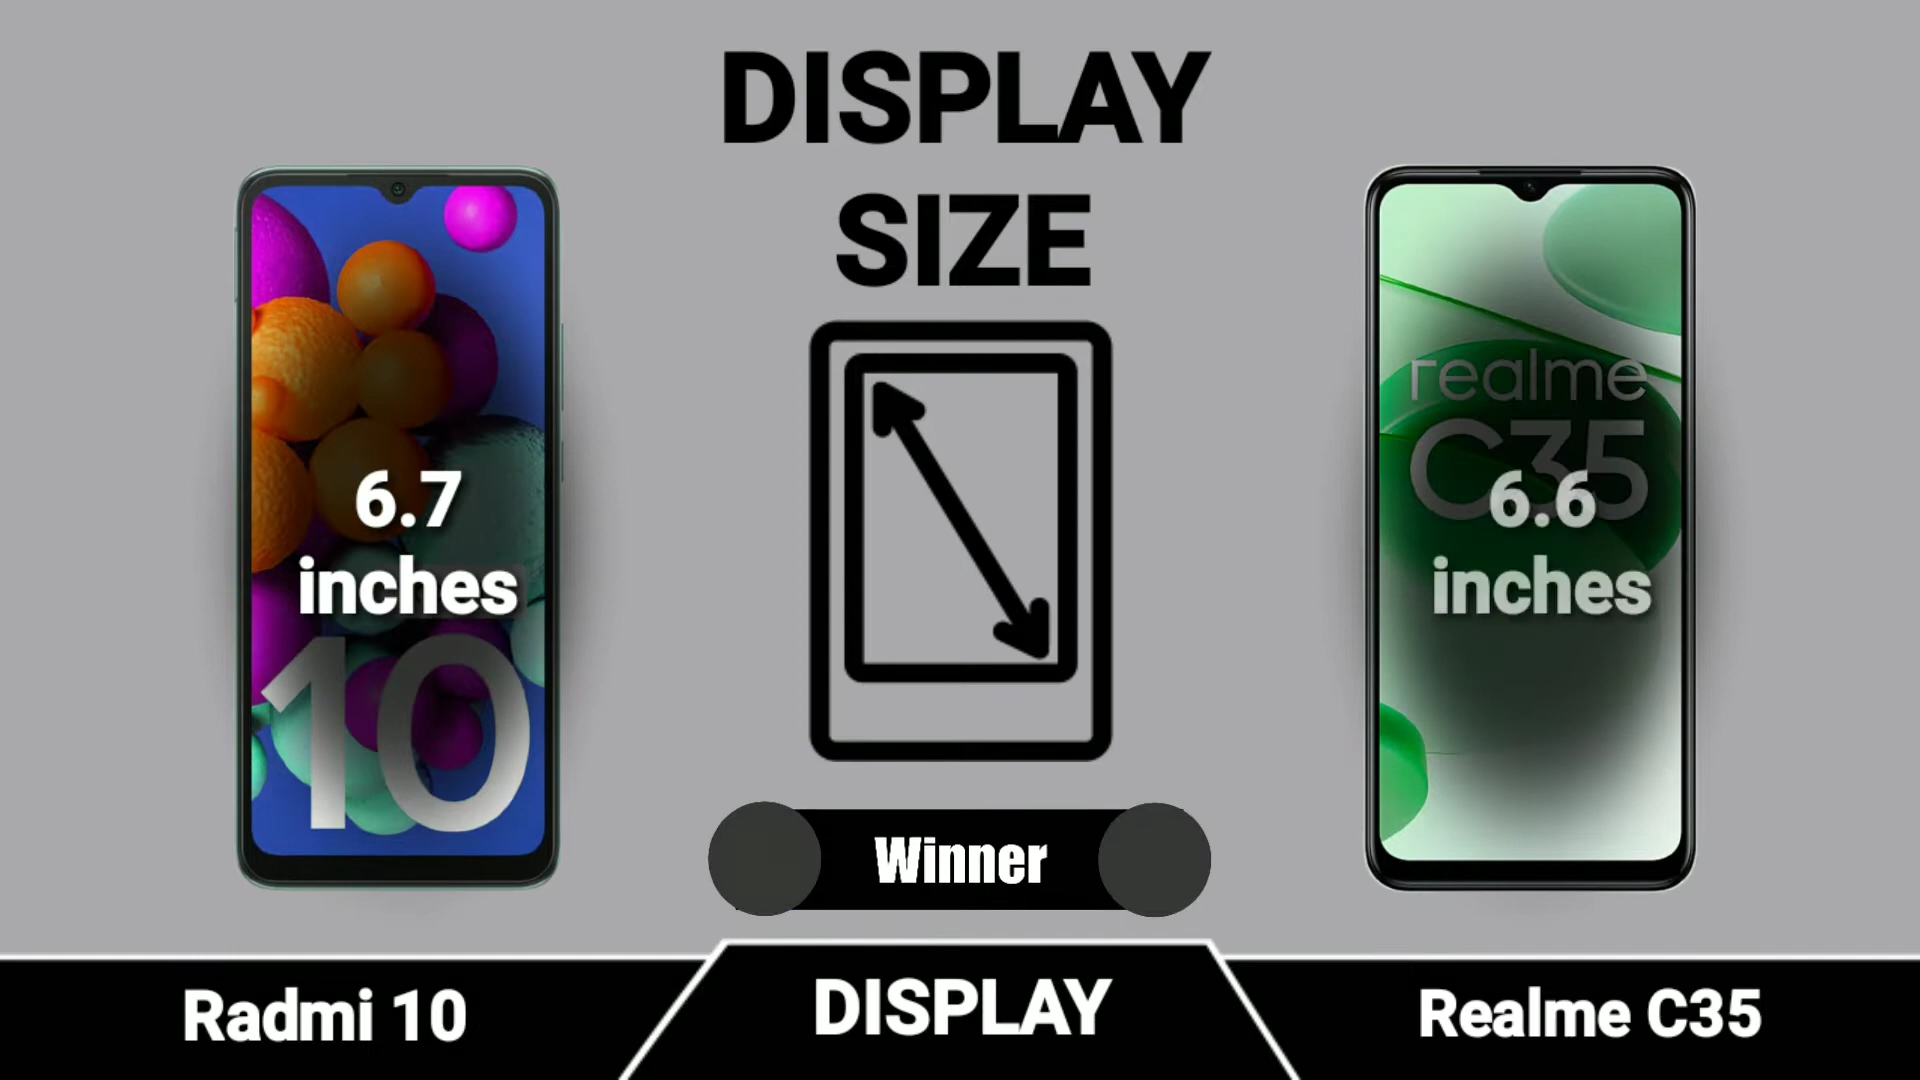 DISPLAY
SIZE
6.7
inches
10
realme
C35
6.6
inches
Winner
Radmi 10
DISPLAY
Realme C35